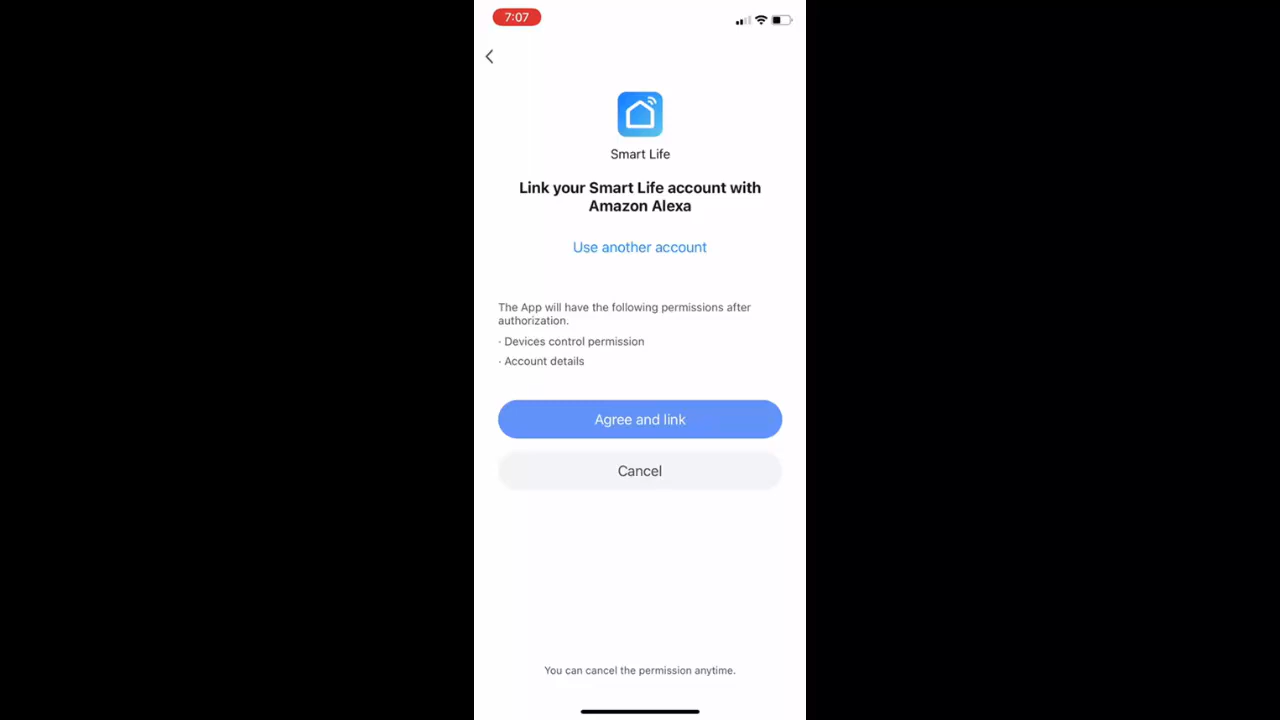 7:07
Smart Life
Link your Smart Life account with
Amazon Alexa
Use another account
The App will have the following permissions after
authorization.
· Devices control permission
· Account details
Agree and link
Cancel
You can cancel the permission anytime.